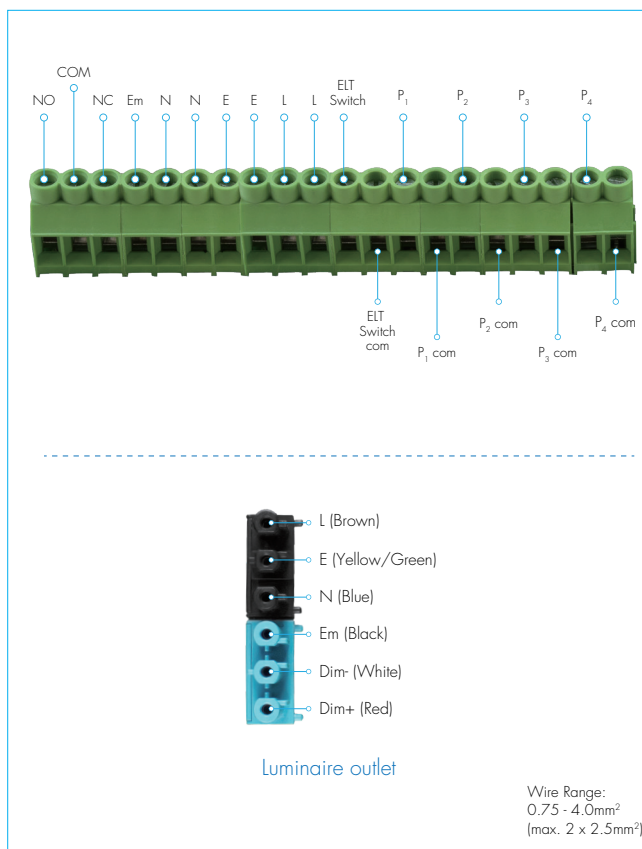 COM
NO
NC
Em
N
N
E
E
L
L
ELT
Switch
P₁
P₂
P₃
P₄
ELT
Switch
com
P₁ com
P₂ com
P₃ com
P₄ com
L (Brown)
E (Yellow/Green)
N (Blue)
Em (Black)
Dim- (White)
Dim+ (Red)
Luminaire outlet
Wire Range:
0.75 - 4.0mm²
(max. 2 x 2.5mm²)